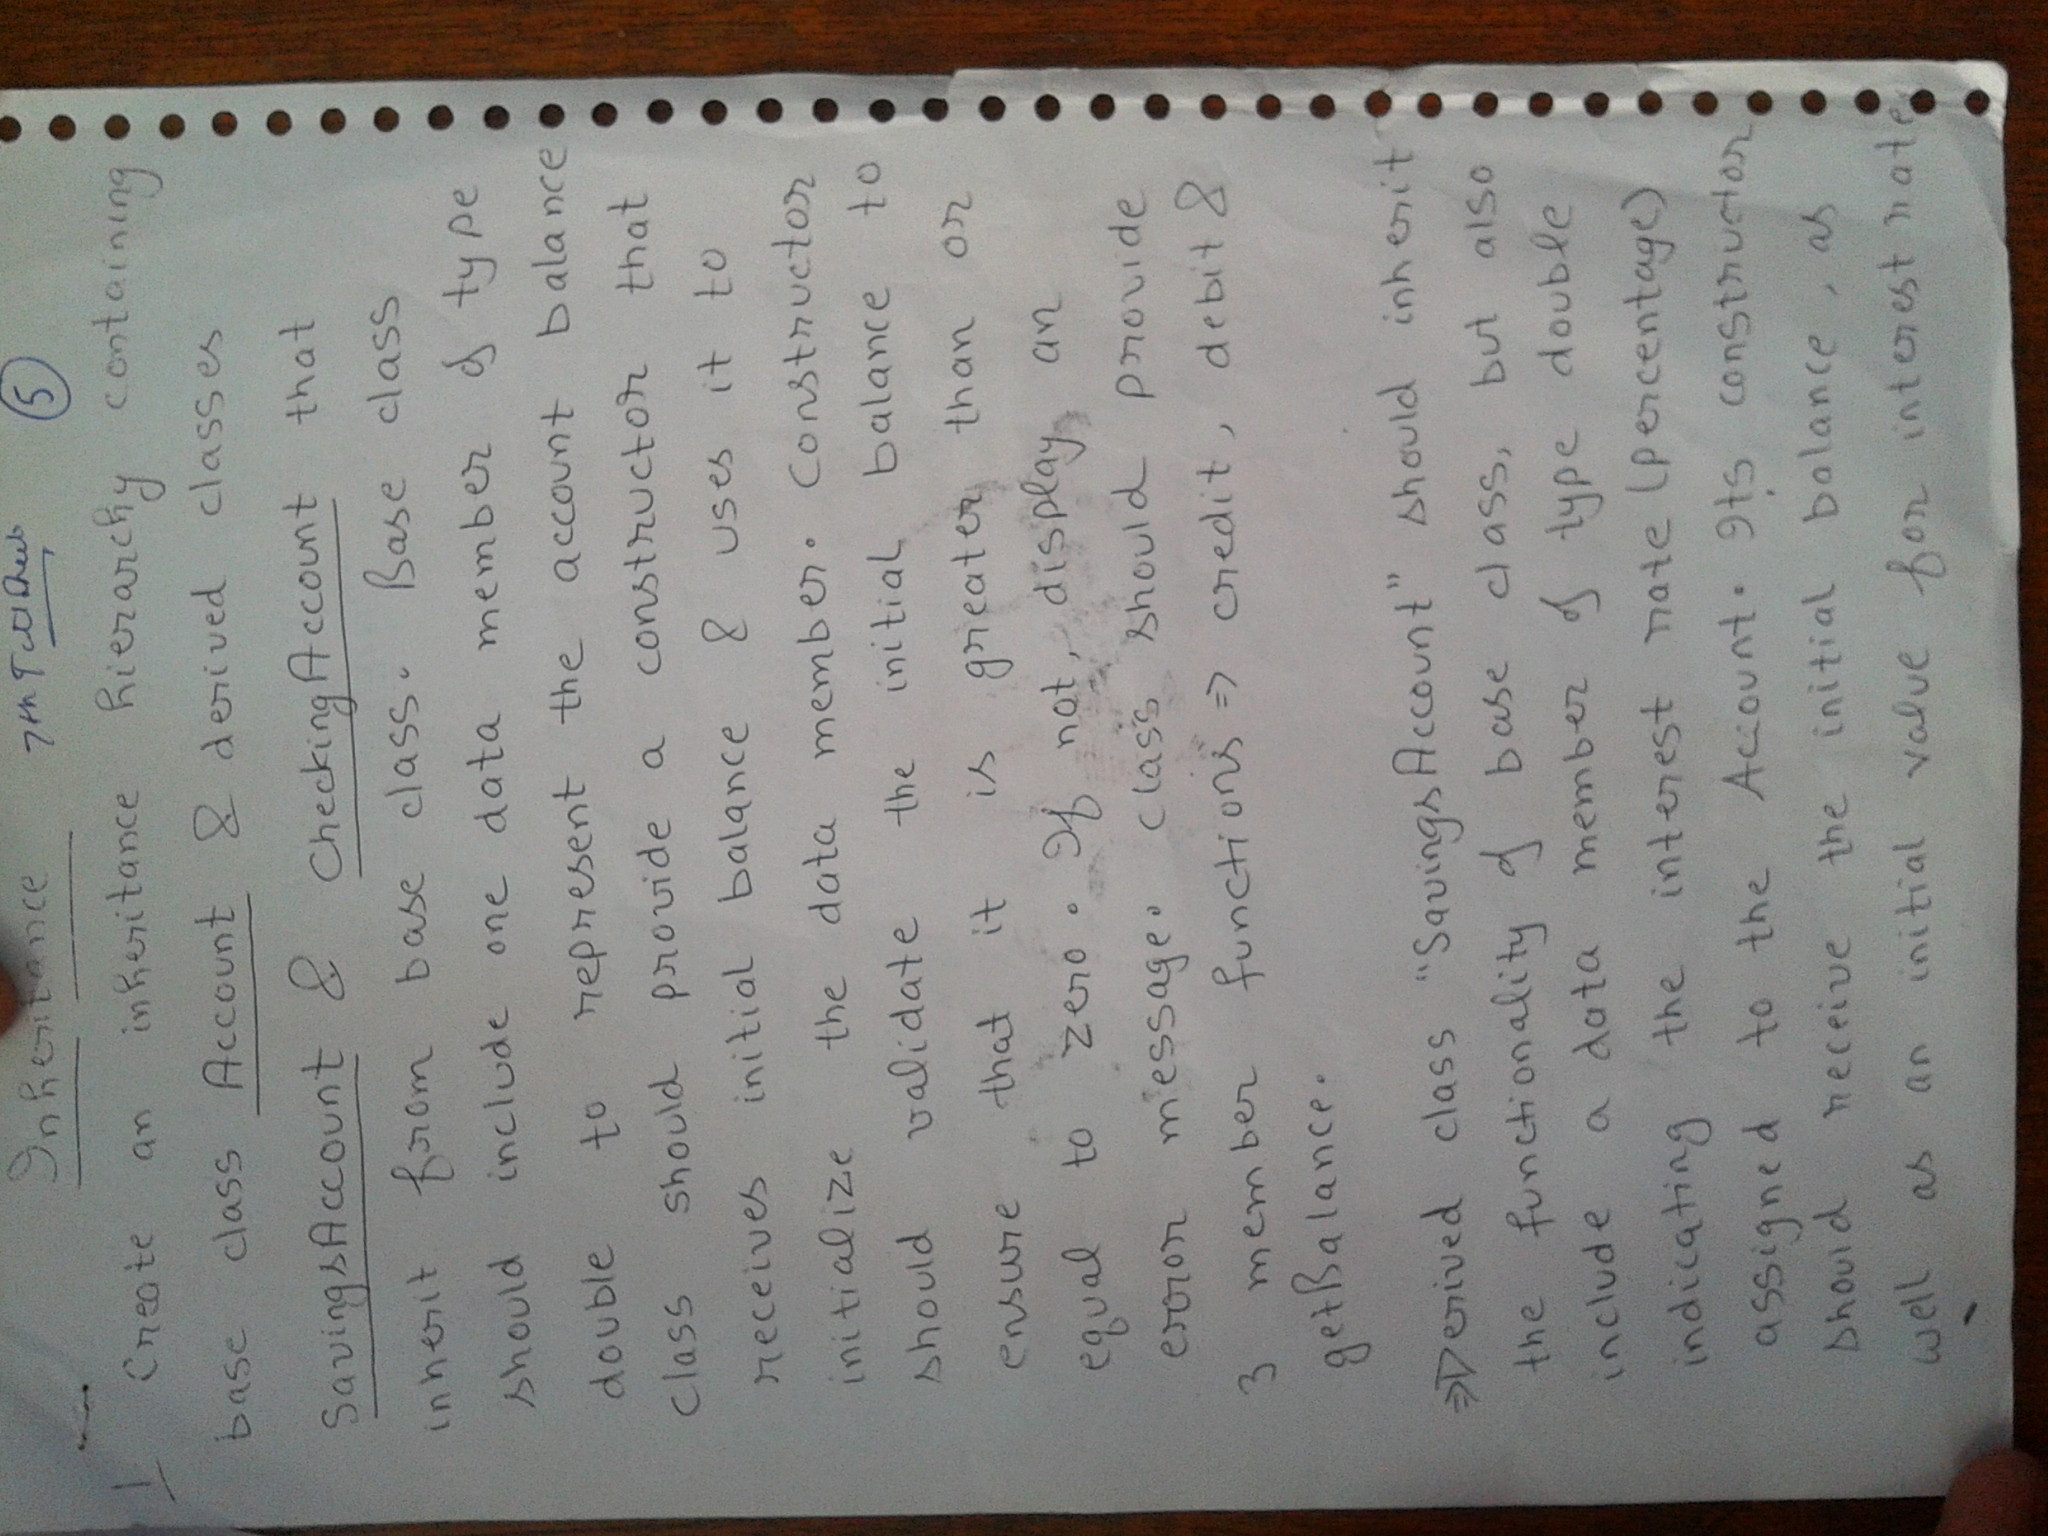 Inheritance 7th Tut Sheet 5
1 Create an inheritance hierarchy containing
base class Account & derived classes
SavingsAccount & CheckingAccount that
inherit from base class. Base class
should include one data member of type
double to represent the account balance
class should provide a constructor that
receives initial balance & uses it to
initialize the data member. Constructor
should validate the initial balance to
ensure that it is greater than or
equal to zero. If not, display an
error message. Class should provide
3 member functions ⇒ credit, debit &
getBalance.
⇒ Derived class "SavingsAccount" should inherit
the functionality of base class, but also
include a data member of type double
indicating the interest rate (percentage)
assigned to the Account. Its constructor
should receive the initial balance, as
well as an initial value for interest rate